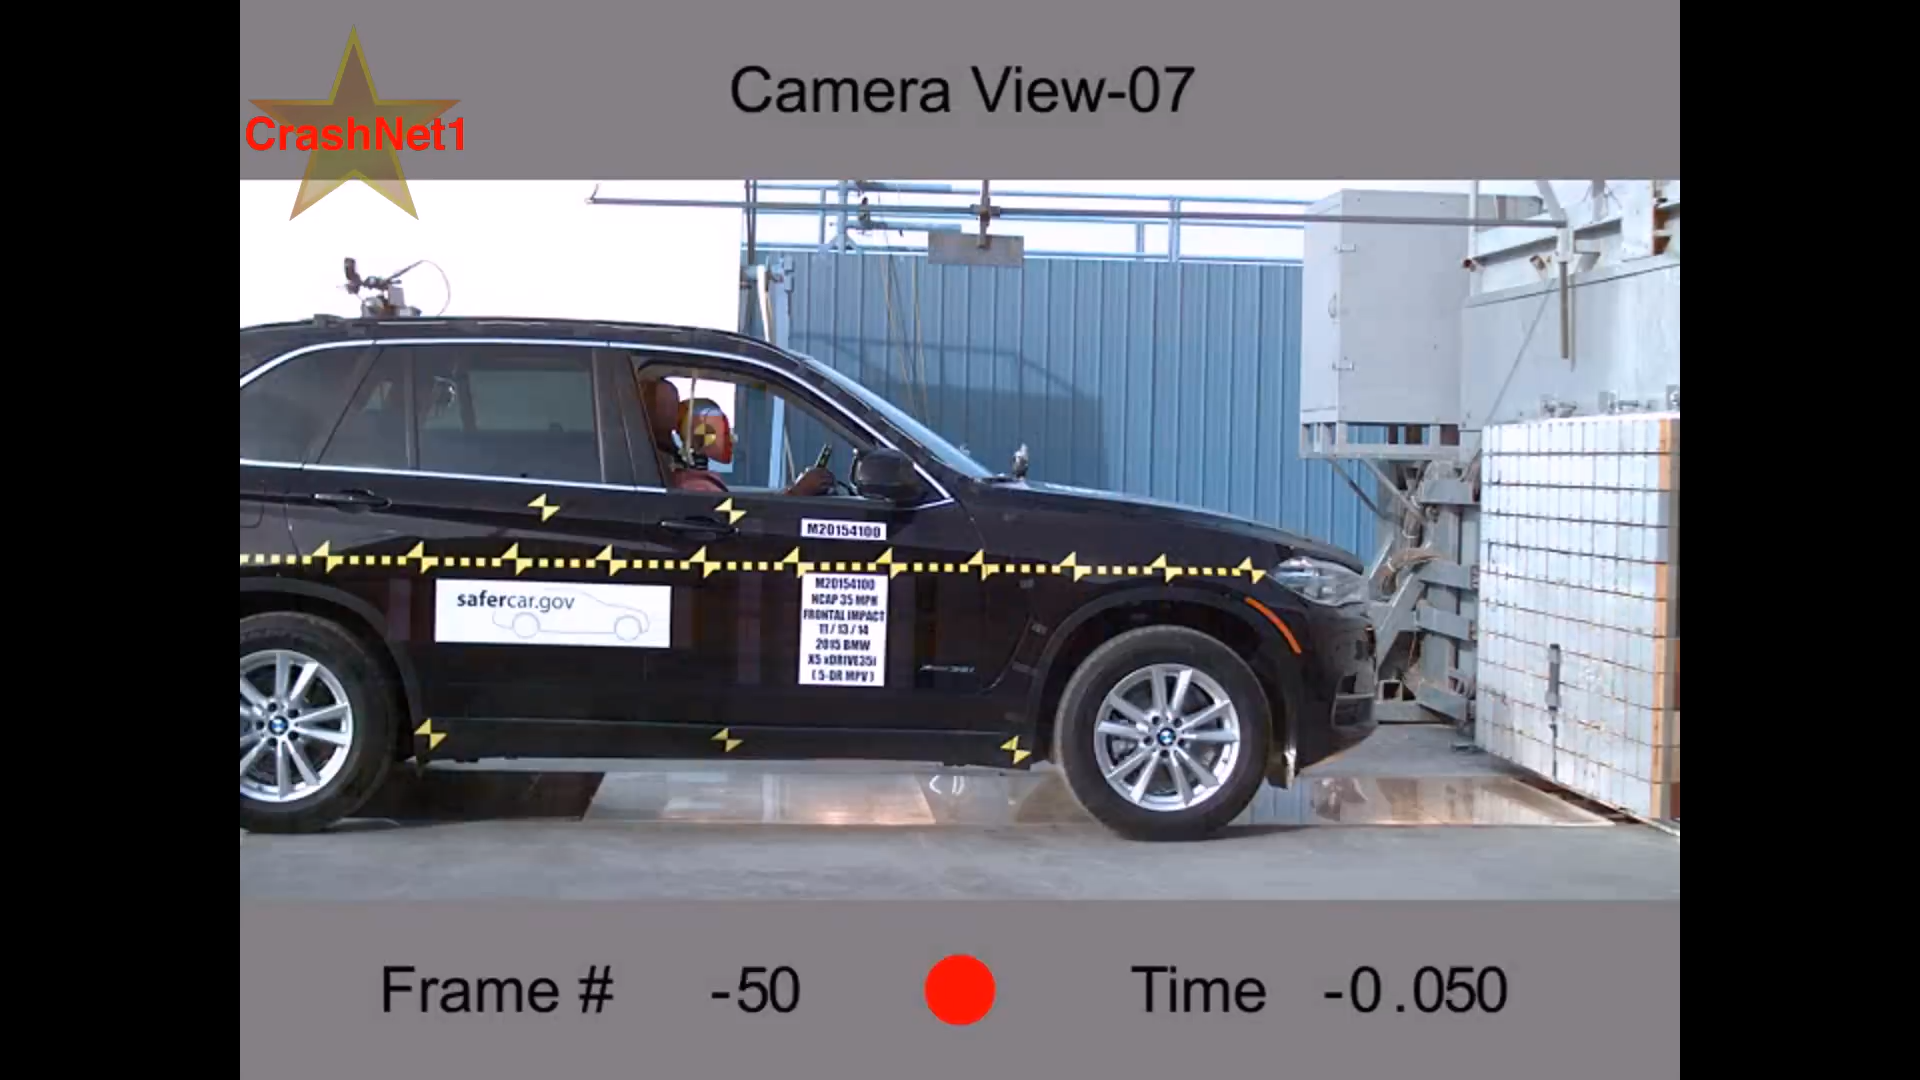 Camera View-07
CrashNet1
M20154100
M20154100
NCAP 35 MPH
FRONTAL IMPACT
11 / 13 / 14
2015 BMW
X5 xDRIVE35i
( 5-DR MPV )
safercar.gov
Frame # -50
Time -0.050